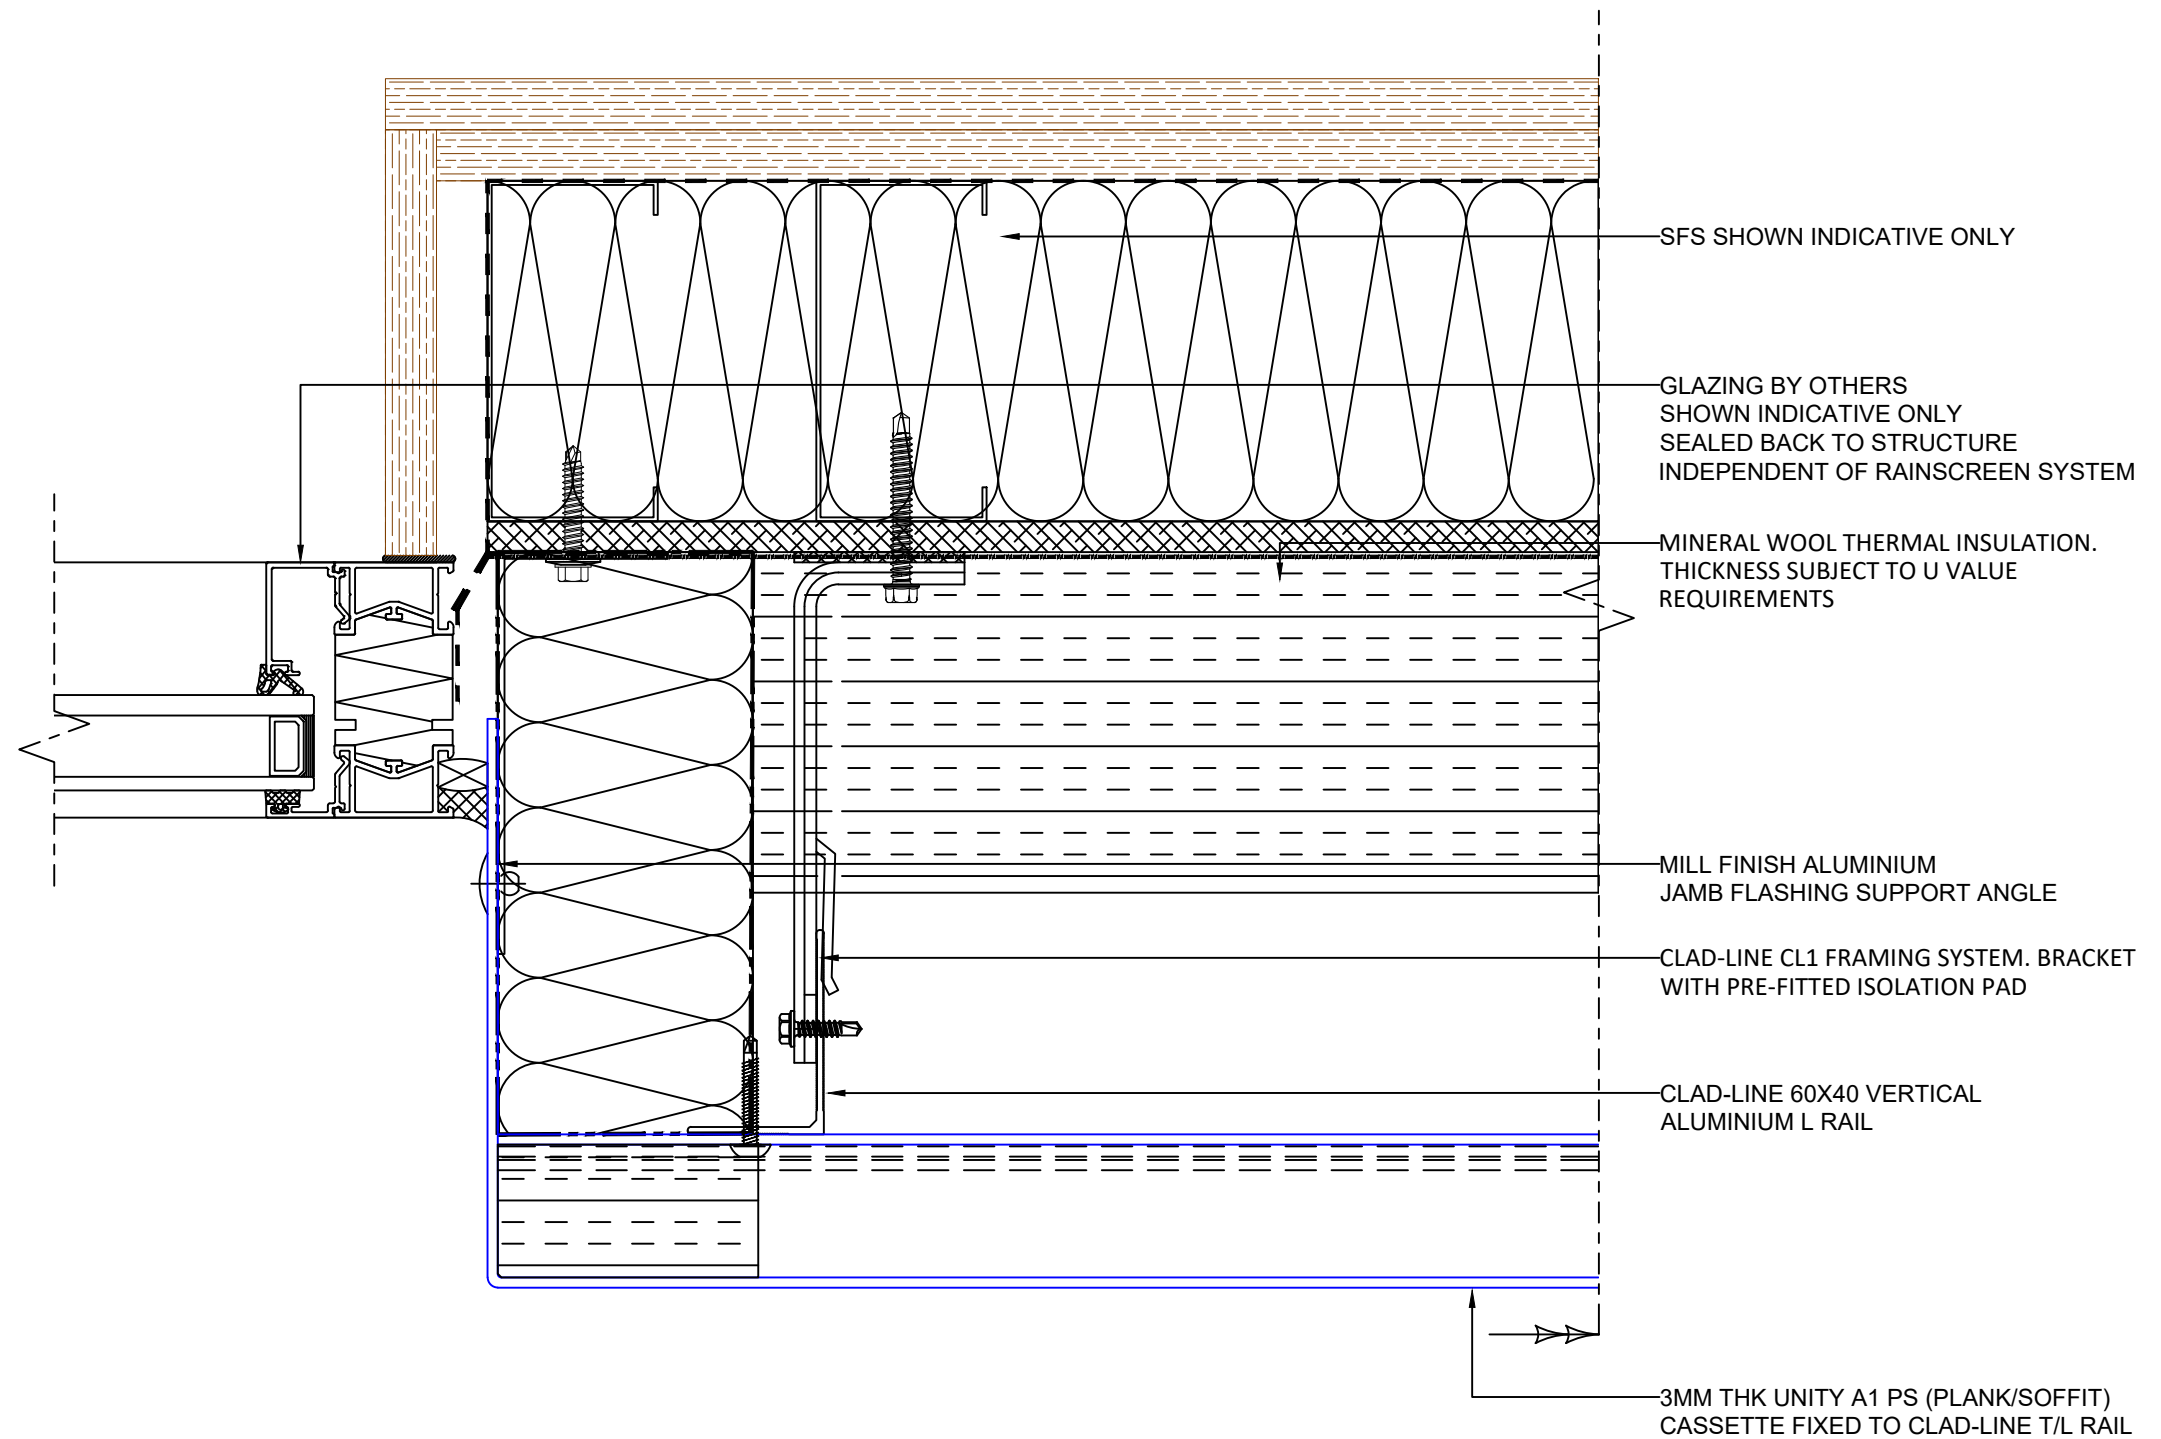 SFS SHOWN INDICATIVE ONLY
GLAZING BY OTHERS
SHOWN INDICATIVE ONLY
SEALED BACK TO STRUCTURE
INDEPENDENT OF RAINSCREEN SYSTEM
MINERAL WOOL THERMAL INSULATION.
THICKNESS SUBJECT TO U VALUE
REQUIREMENTS
MILL FINISH ALUMINIUM
JAMB FLASHING SUPPORT ANGLE
CLAD-LINE CL1 FRAMING SYSTEM. BRACKET
WITH PRE-FITTED ISOLATION PAD
CLAD-LINE 60X40 VERTICAL
ALUMINIUM L RAIL
3MM THK UNITY A1 PS (PLANK/SOFFIT)
CASSETTE FIXED TO CLAD-LINE T/L RAIL